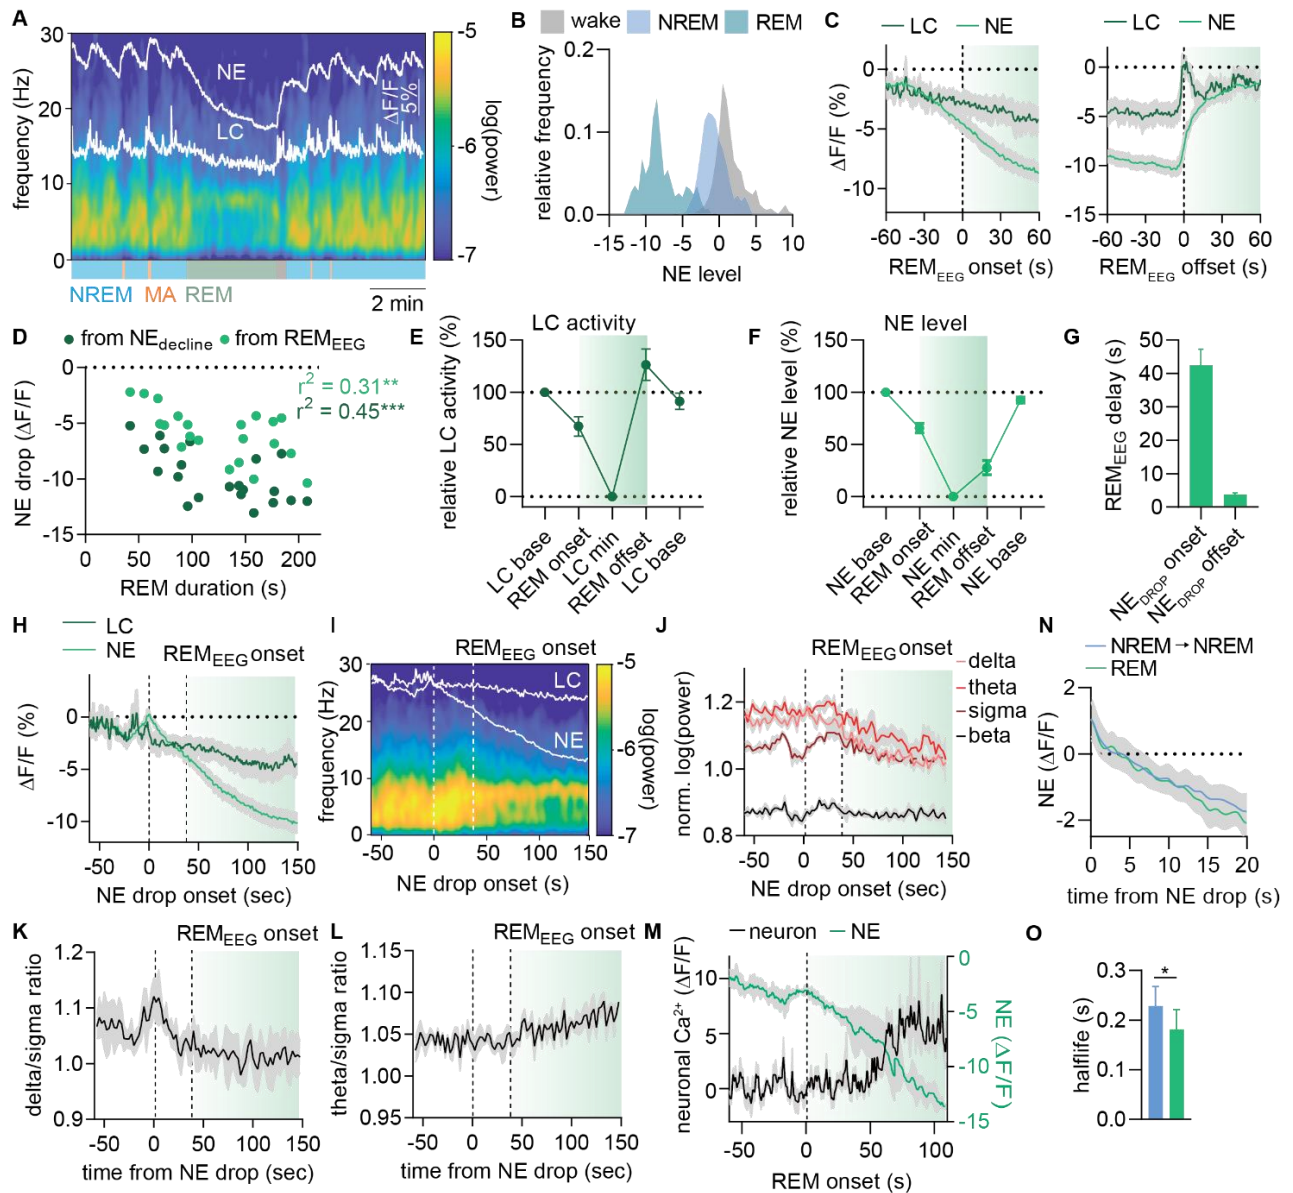 A
30
20
10
0
frequency (Hz)
NE
LC
ΔF/F
5%
-5
-6
-7
log(power)
NREM MA REM
2 min
B
wake NREM REM
0.2
0.1
0.0
relative frequency
-15 -10 -5 0 5 10
NE level
C
LC NE
0
-5
-10
ΔF/F (%)
-60 -30 0 30 60
REMEEG onset (s)
LC NE
0
-5
-10
-15
-60 -30 0 30 60
REMEEG offset (s)
D
from NEdecline from REMEEG
0
-5
-10
-15
NE drop (ΔF/F)
r² = 0.31**
r² = 0.45***
0 50 100 150 200
REM duration (s)
E
LC activity
150
100
50
0
relative LC activity (%)
LC base
REM onset
LC min
REM offset
LC base
F
NE level
150
100
50
0
relative NE level (%)
NE base
REM onset
NE min
REM offset
NE base
G
50
40
30
20
10
0
REMEEG delay (s)
NEDROP onset
NEDROP offset
H
LC
NE
REMEEG onset
0
-5
-10
ΔF/F (%)
-50 0 50 100 150
NE drop onset (sec)
I
REMEEG onset
30
20
10
0
frequency (Hz)
LC
NE
-5
-6
-7
log(power)
-50 0 50 100 150
NE drop onset (s)
J
REMEEG onset
delta
theta
sigma
beta
1.2
1.0
0.8
norm. log(power)
-50 0 50 100 150
NE drop onset (sec)
N
NREM → NREM
REM
2
0
-2
NE (ΔF/F)
0 5 10 15 20
time from NE drop (s)
K
REMEEG onset
1.2
1.1
1.0
0.9
delta/sigma ratio
-50 0 50 100 150
time from NE drop (sec)
L
REMEEG onset
1.15
1.10
1.05
1.00
0.95
theta/sigma ratio
-50 0 50 100 150
time from NE drop (sec)
M
neuron NE
10
5
0
neuronal Ca²⁺ (ΔF/F)
0
-5
-10
-15
NE (ΔF/F)
-50 0 50 100
REM onset (s)
O
0.3
0.2
0.1
0.0
halflife (s)
*